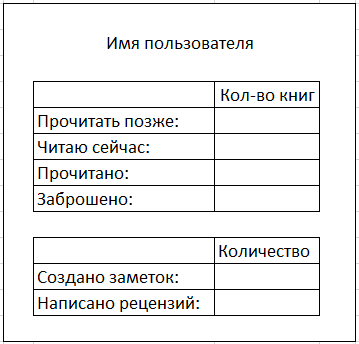 Имя пользователя
Кол-во книг
Прочитать позже:
Читаю сейчас:
Прочитано:
Заброшено:
Количество
Создано заметок:
Написано рецензий: